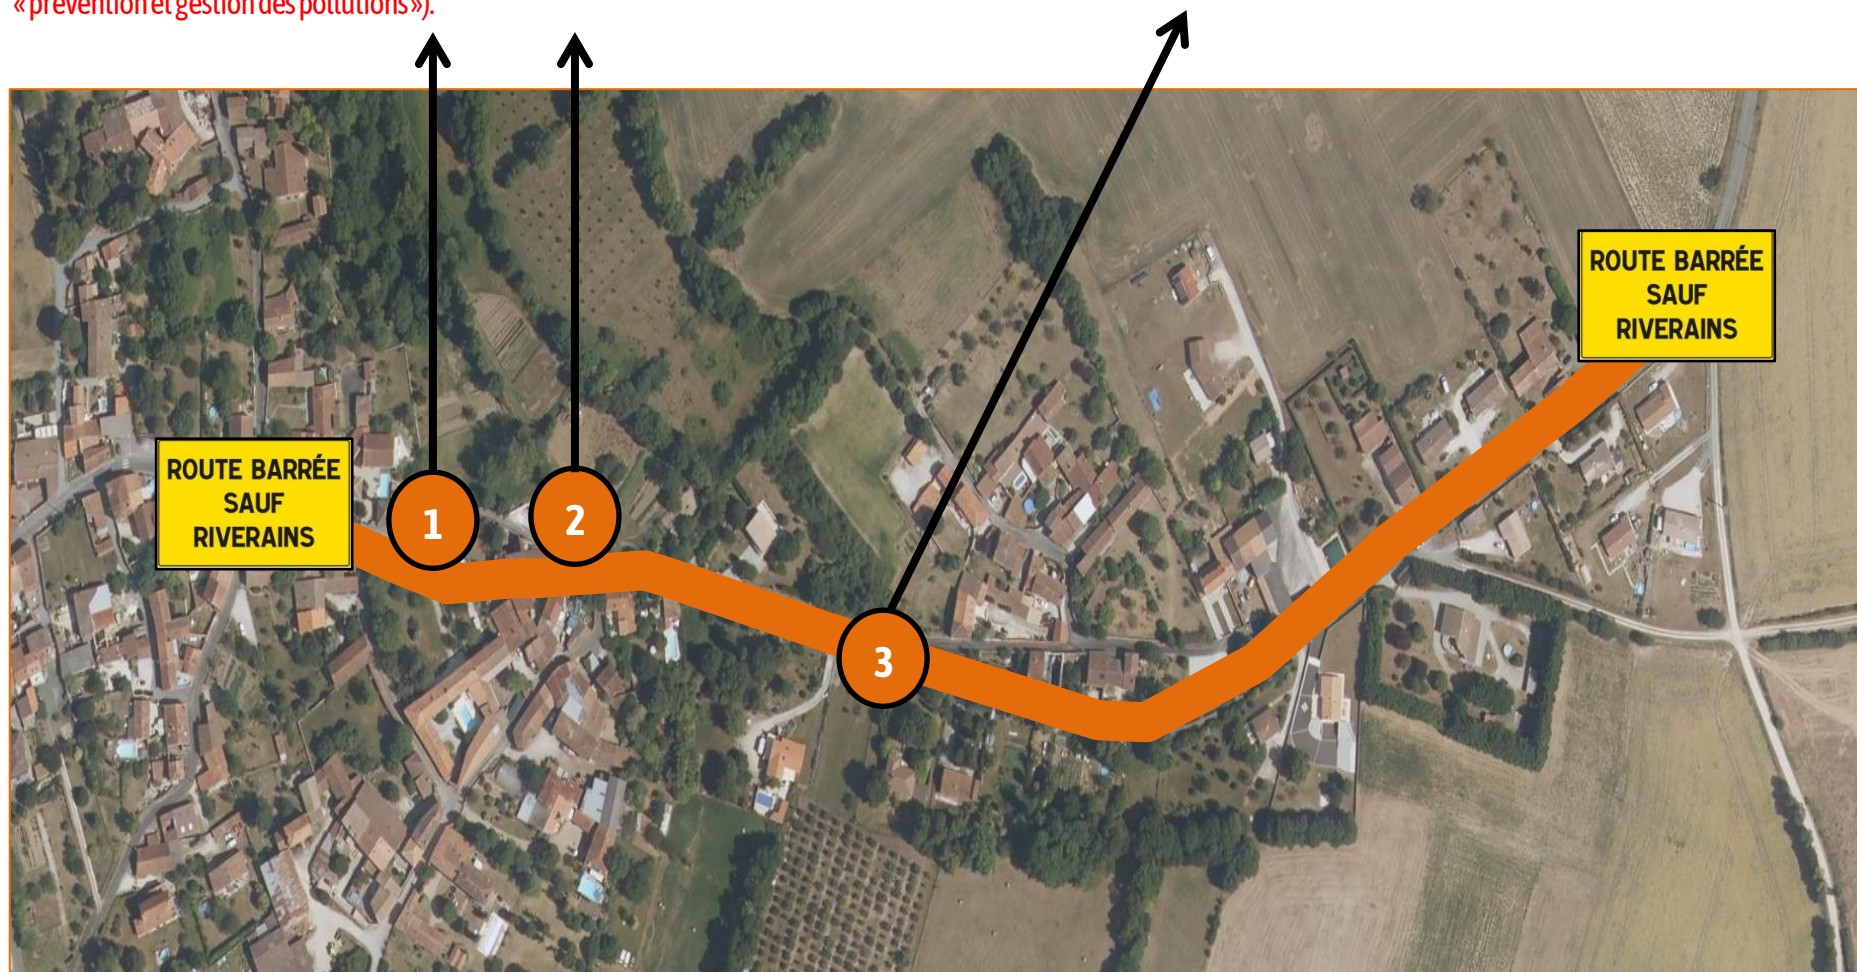 « prévention et gestion des pollutions »).
ROUTE BARRÉE
SAUF
RIVERAINS
ROUTE BARRÉE
SAUF
RIVERAINS
1
2
3